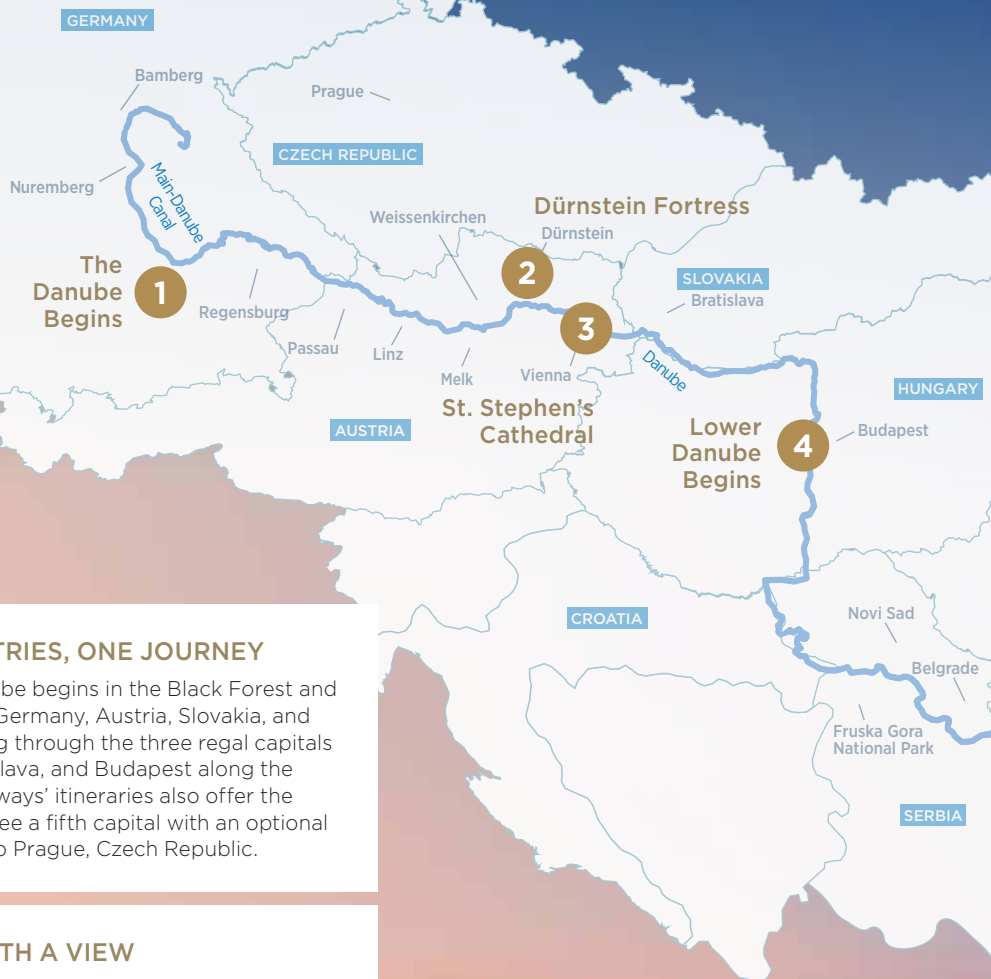 GERMANY
Bamberg
Prague
CZECH REPUBLIC
Nuremberg
Main-Danube
Canal
Weissenkirchen
Dürnstein Fortress
Dürnstein
The
Danube
Begins
1
2
SLOVAKIA
Bratislava
Regensburg
3
Passau
Linz
Melk
Vienna
Danube
HUNGARY
St. Stephen's
Cathedral
AUSTRIA
Lower
Danube
Begins
4
Budapest
CROATIA
Novi Sad
Belgrade
Fruska Gora
National Park
SERBIA
TRIES, ONE JOURNEY
be begins in the Black Forest and
Germany, Austria, Slovakia, and
g through the three regal capitals
lava, and Budapest along the
ways’ itineraries also offer the
ee a fifth capital with an optional
o Prague, Czech Republic.
TH A VIEW